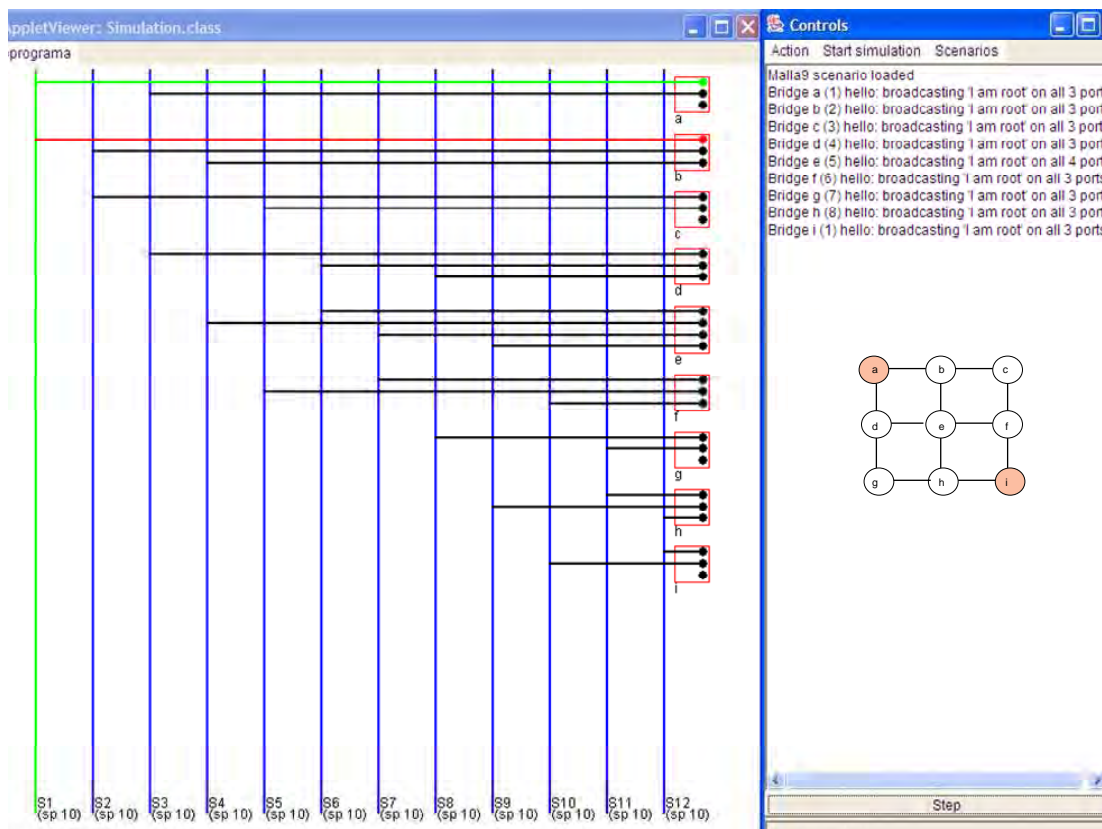 AppletViewer: Simulation.class
oprograma
a
b
c
d
e
f
g
h
i
S1
(sp 10)
S2
(sp 10)
S3
(sp 10)
S4
(sp 10)
S5
(sp 10)
S6
(sp 10)
S7
(sp 10)
S8
(sp 10)
S9
(sp 10)
S10
(sp 10)
S11
(sp 10)
S12
(sp 10)
Controls
Action Start simulation Scenarios
Malla9 scenario loaded
Bridge a (1) hello: broadcasting 'I am root' on all 3 port
Bridge b (2) hello: broadcasting 'I am root' on all 3 port
Bridge c (3) hello: broadcasting 'I am root' on all 3 port
Bridge d (4) hello: broadcasting 'I am root' on all 3 port
Bridge e (5) hello: broadcasting 'I am root' on all 4 port
Bridge f (6) hello: broadcasting 'I am root' on all 3 ports
Bridge g (7) hello: broadcasting 'I am root' on all 3 port
Bridge h (8) hello: broadcasting 'I am root' on all 3 port
Bridge i (1) hello: broadcasting 'I am root' on all 3 ports
a b c
d e f
g h i
Step